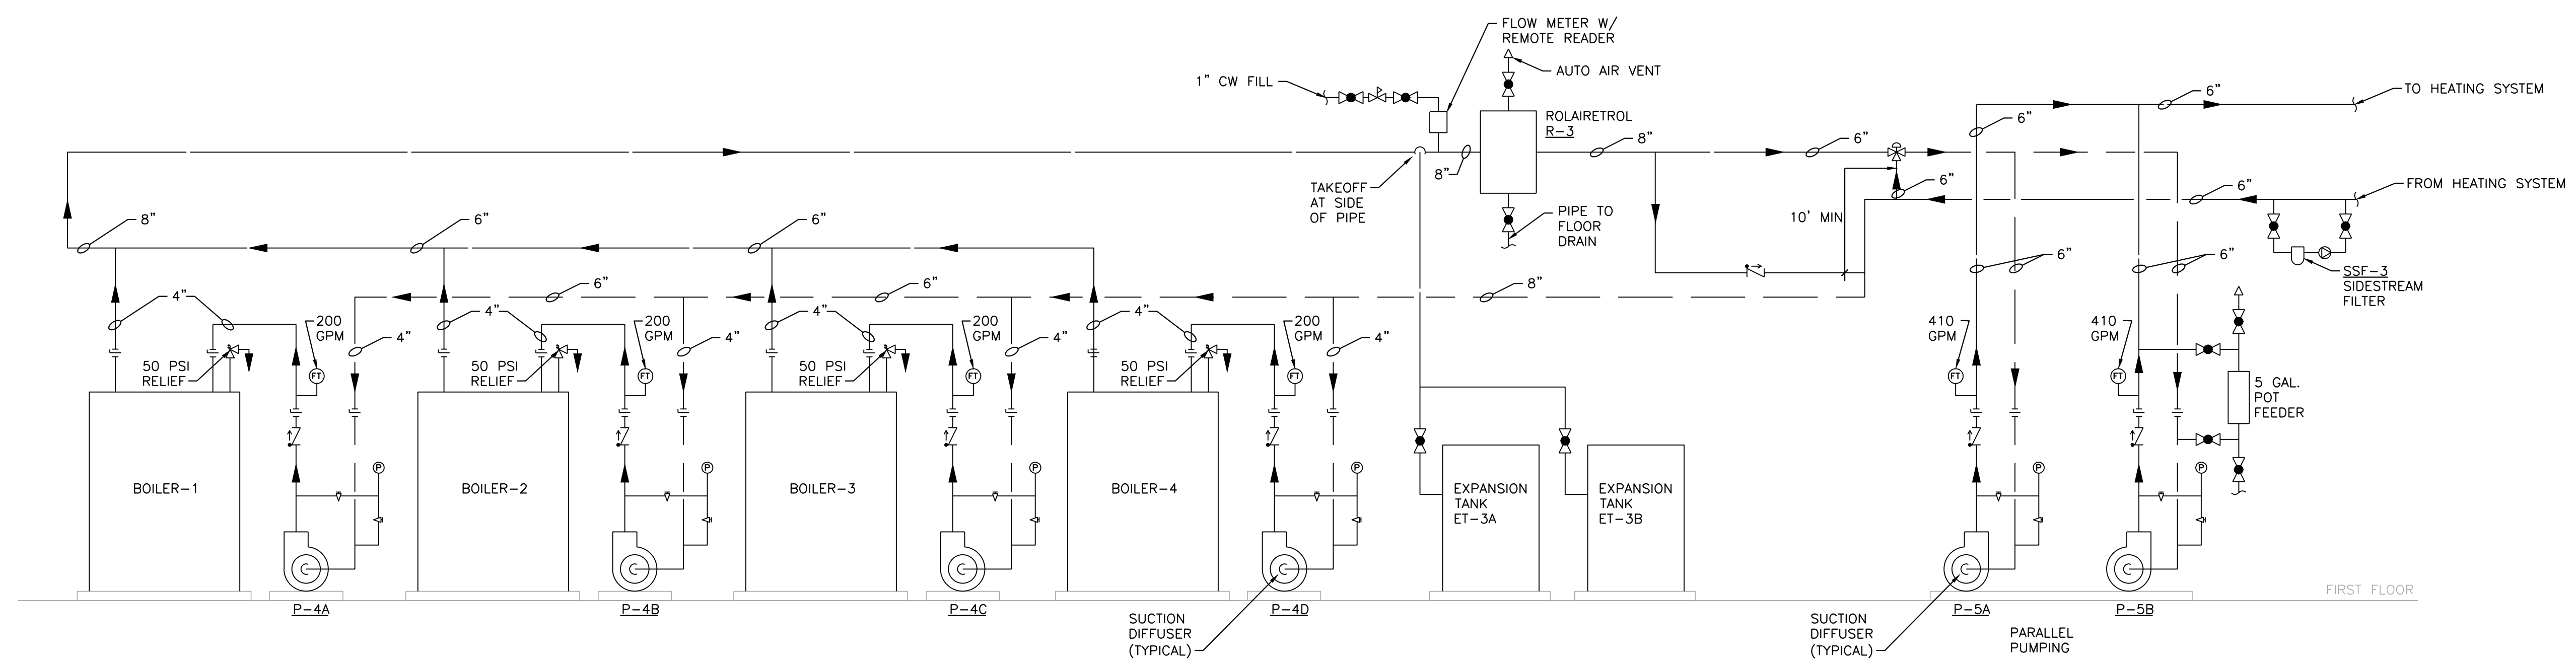 FLOW METER W/
REMOTE READER
1" CW FILL
AUTO AIR VENT
ROLAIRETROL
R-3
8"
8"
TAKEOFF
AT SIDE
OF PIPE
PIPE TO
FLOOR
DRAIN
6"
6"
10' MIN
6"
6"
TO HEATING SYSTEM
6"
FROM HEATING SYSTEM
SSF-3
SIDESTREAM
FILTER
8"
6"
6"
6"
6"
8"
6"
6"
4"
200
GPM
4"
4"
200
GPM
4"
4"
200
GPM
4"
4"
200
GPM
4"
410
GPM
410
GPM
FT
FT
FT
FT
FT
FT
50 PSI
RELIEF
50 PSI
RELIEF
50 PSI
RELIEF
50 PSI
RELIEF
5 GAL.
POT
FEEDER
P
P
P
P
P
P
BOILER-1
BOILER-2
BOILER-3
BOILER-4
EXPANSION
TANK
ET-3A
EXPANSION
TANK
ET-3B
FIRST FLOOR
P-4A
P-4B
P-4C
P-4D
P-5A
P-5B
SUCTION
DIFFUSER
(TYPICAL)
SUCTION
DIFFUSER
(TYPICAL)
PARALLEL
PUMPING